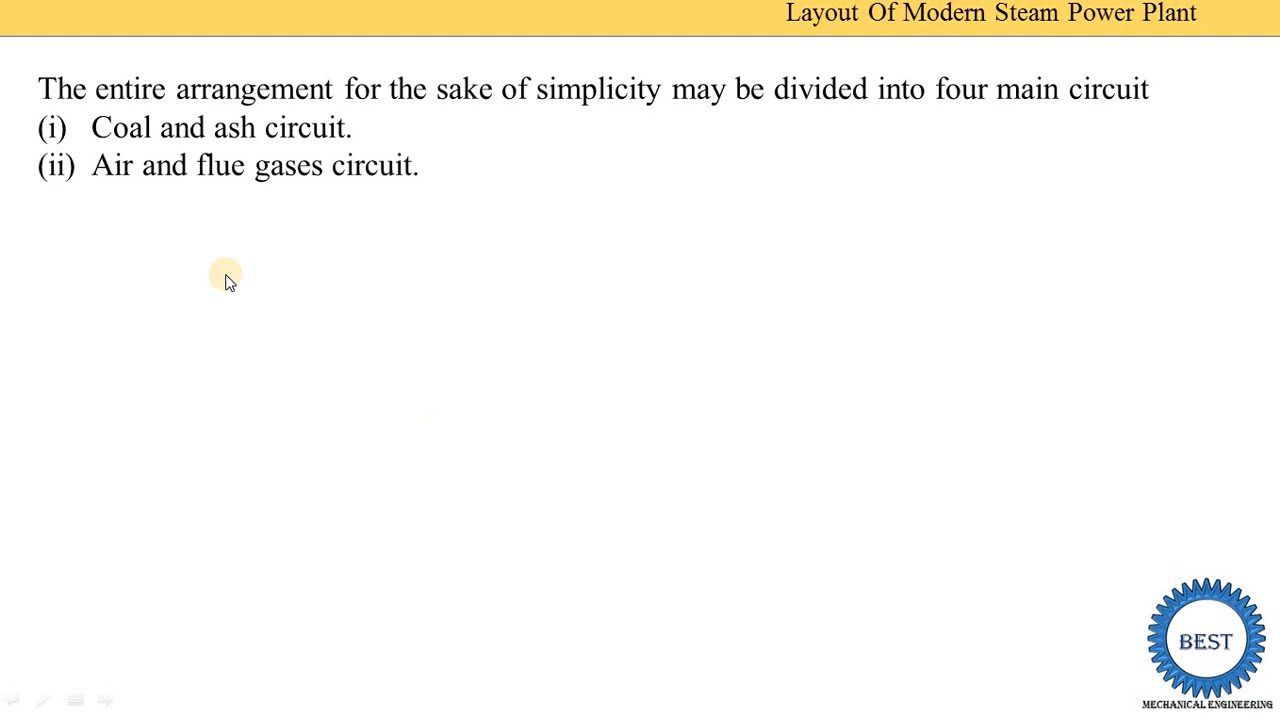 Layout Of Modern Steam Power Plant
The entire arrangement for the sake of simplicity may be divided into four main circuit
(i) Coal and ash circuit.
(ii) Air and flue gases circuit.
BEST
MECHANICAL ENGINEERING